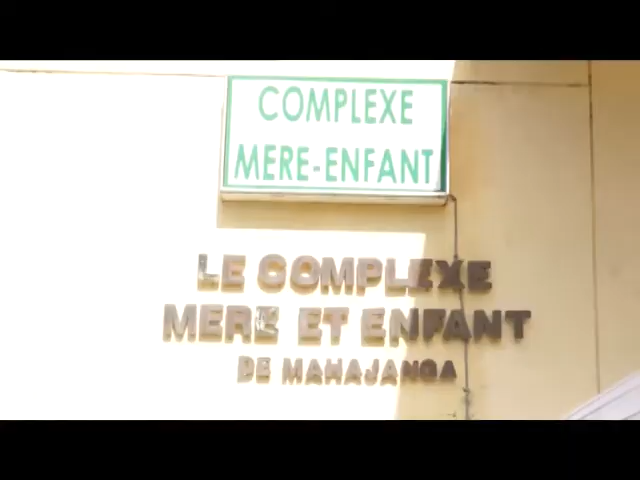 COMPLEXE
MERE-ENFANT
LE COMPLEXE
MERE ET ENFANT
DE MAHAJANGA